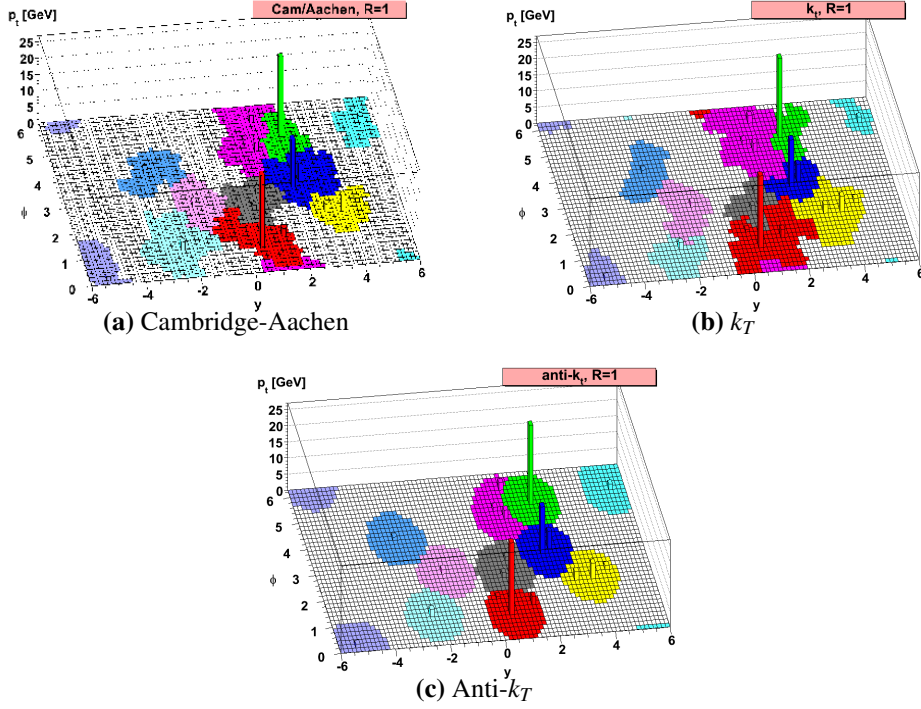 p_t [GeV]
Cam/Aachen, R=1
25
20
15
10
5
0
6
5
4
ϕ 3
2
1
0
-6 -4 -2 0 2 4 6
y
(a) Cambridge-Aachen
p_t [GeV]
k_t, R=1
25
20
15
10
5
0
6
5
4
ϕ 3
2
1
0
-6 -4 -2 0 2 4 6
y
(b) k_T
p_t [GeV]
anti-k_t, R=1
25
20
15
10
5
0
6
5
4
ϕ 3
2
1
0
-6 -4 -2 0 2 4 6
y
(c) Anti-k_T